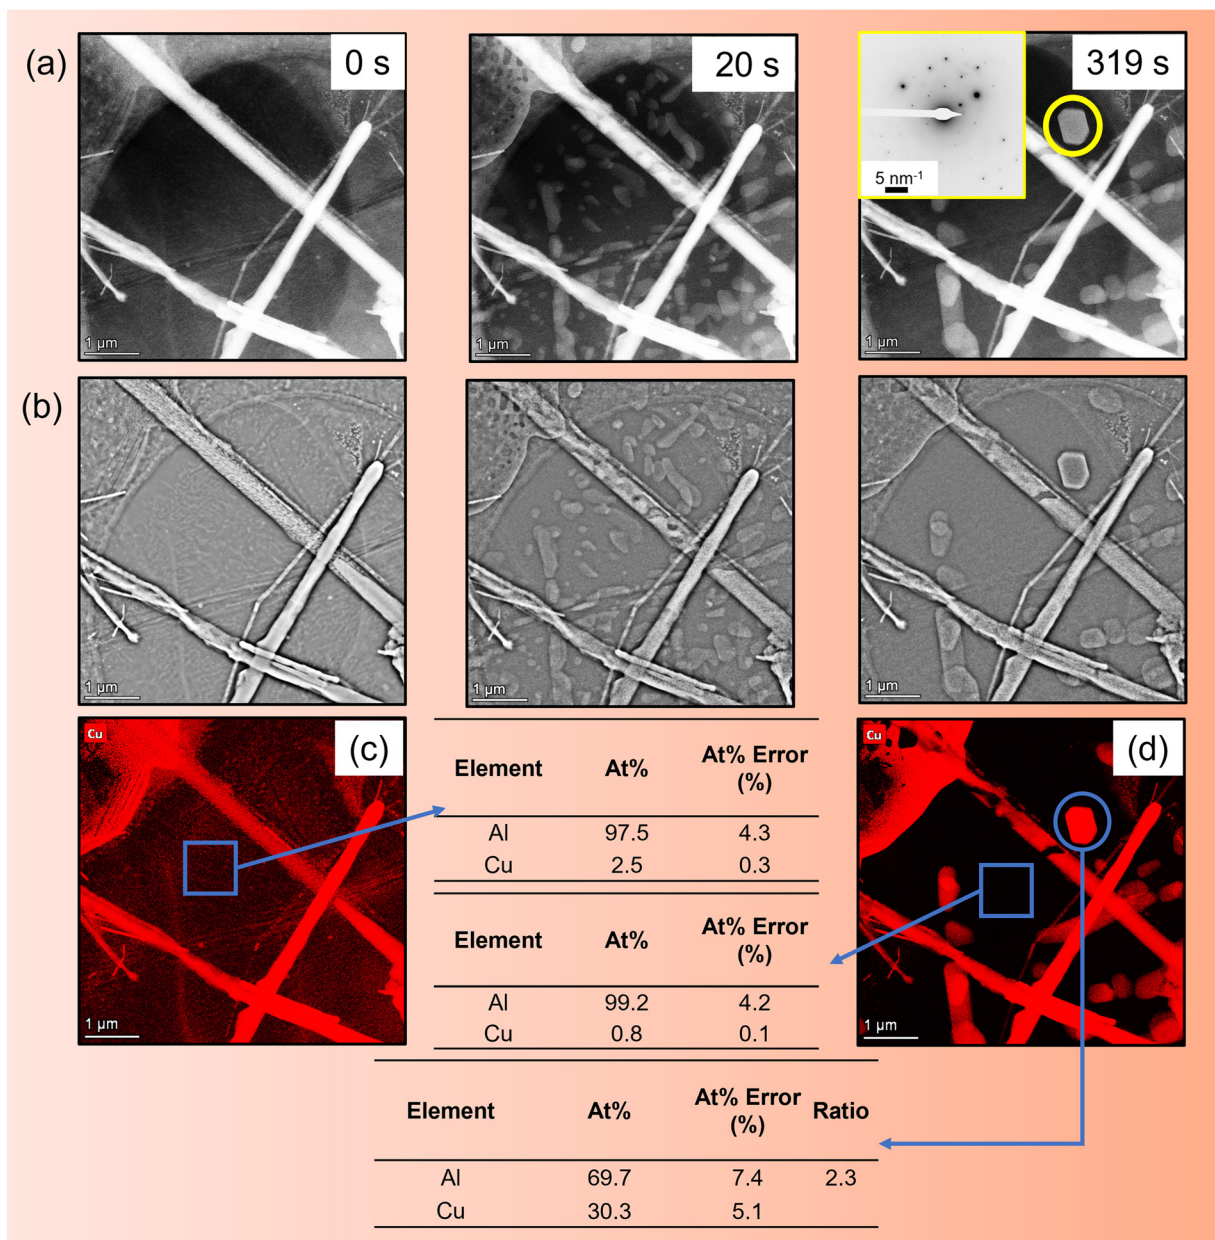 (a)
0 s
20 s
319 s
5 nm⁻¹
1 µm
1 µm
1 µm
(b)
1 µm
1 µm
1 µm
Cu
(c)
1 µm
Element At% At% Error
(%)
Al 97.5 4.3
Cu 2.5 0.3
Element At% At% Error
(%)
Al 99.2 4.2
Cu 0.8 0.1
Cu
(d)
1 µm
Element At% At% Error Ratio
(%)
Al 69.7 7.4 2.3
Cu 30.3 5.1